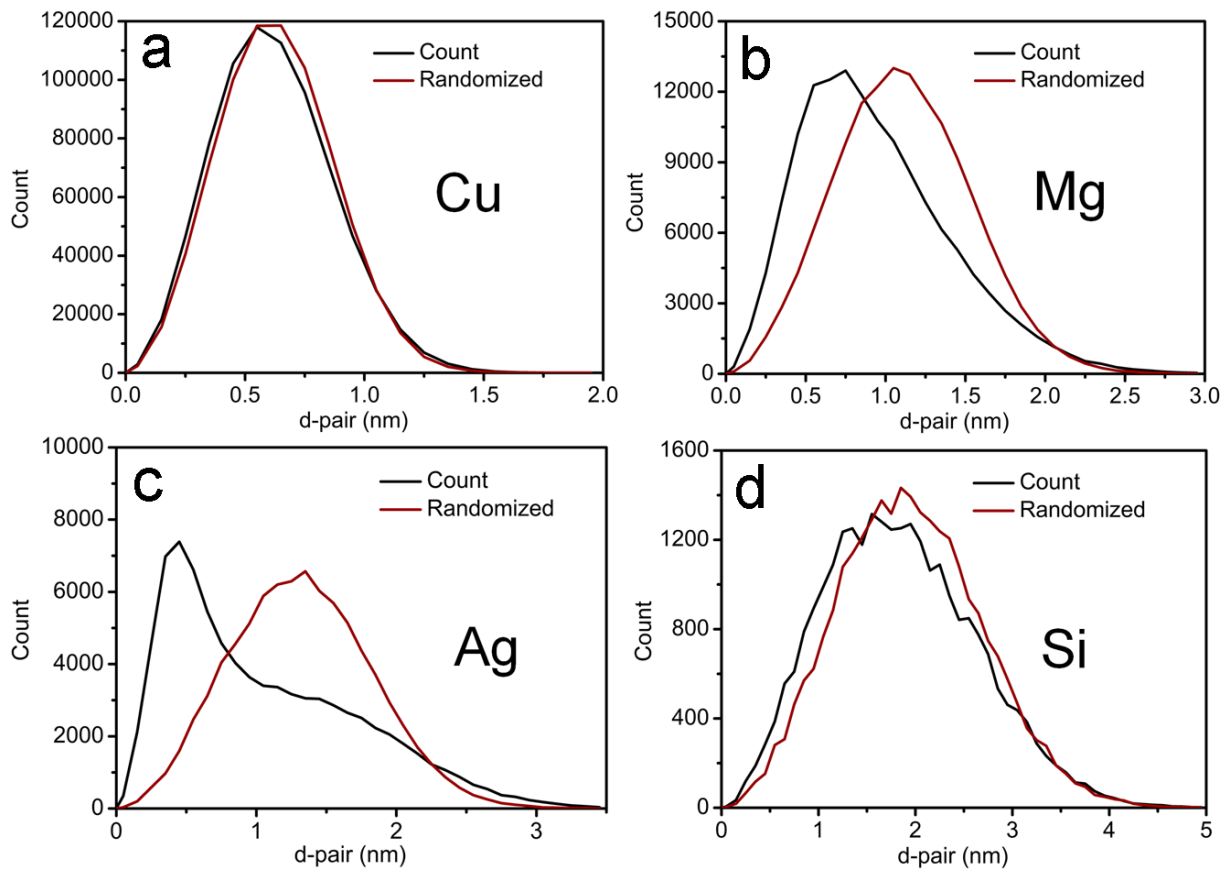 a
120000
100000
80000
60000
40000
20000
0
Count
Count
Randomized
Cu
0.0 0.5 1.0 1.5 2.0
d-pair (nm)
b
15000
12000
9000
6000
3000
0
Count
Count
Randomized
Mg
0.0 0.5 1.0 1.5 2.0 2.5 3.0
d-pair (nm)
c
10000
8000
6000
4000
2000
0
Count
Count
Randomized
Ag
0 1 2 3
d-pair (nm)
d
1600
1200
800
400
0
Count
Count
Randomized
Si
0 1 2 3 4 5
d-pair (nm)